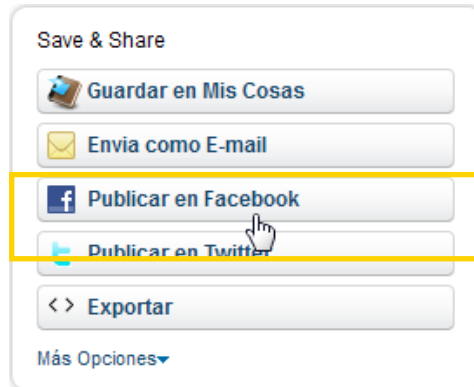 Save & Share
Guardar en Mis Cosas
Envia como E-mail
Publicar en Facebook
Publicar en Twitter
Exportar
Más Opciones